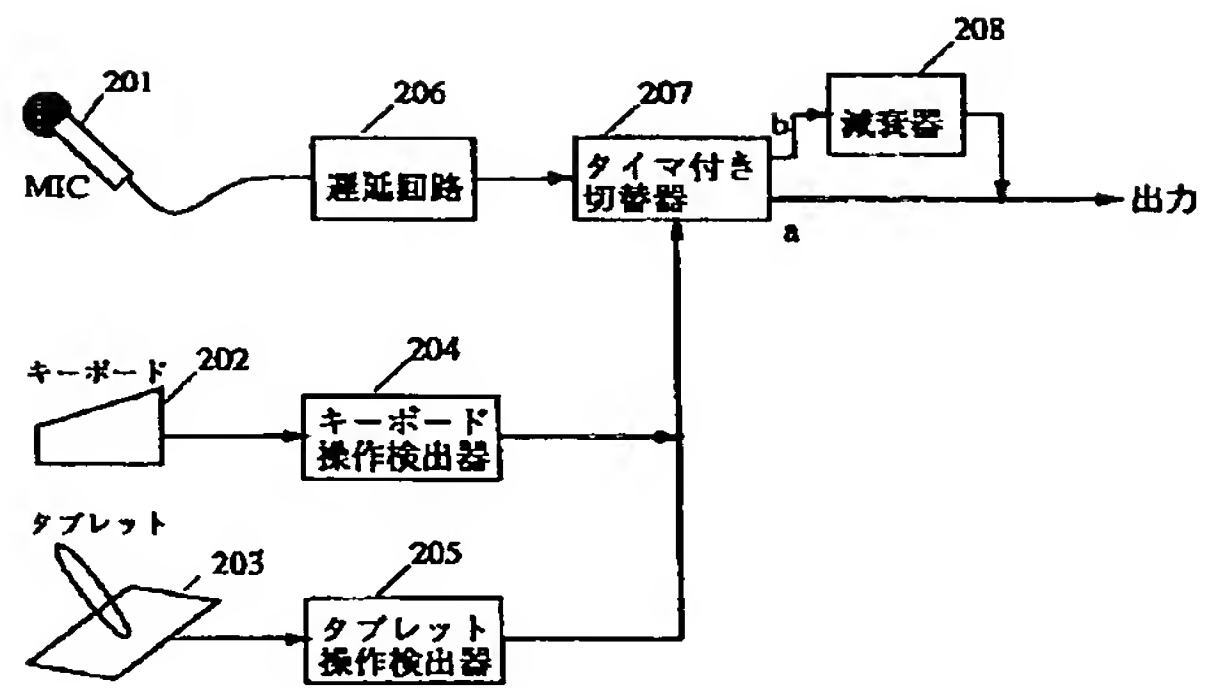 208
201
206
207
b
減衰器
MIC
遅延回路
タイマ付き
切替器
出力
a
キーボード
202
204
キーボード
操作検出器
タブレット
203
205
タブレット
操作検出器